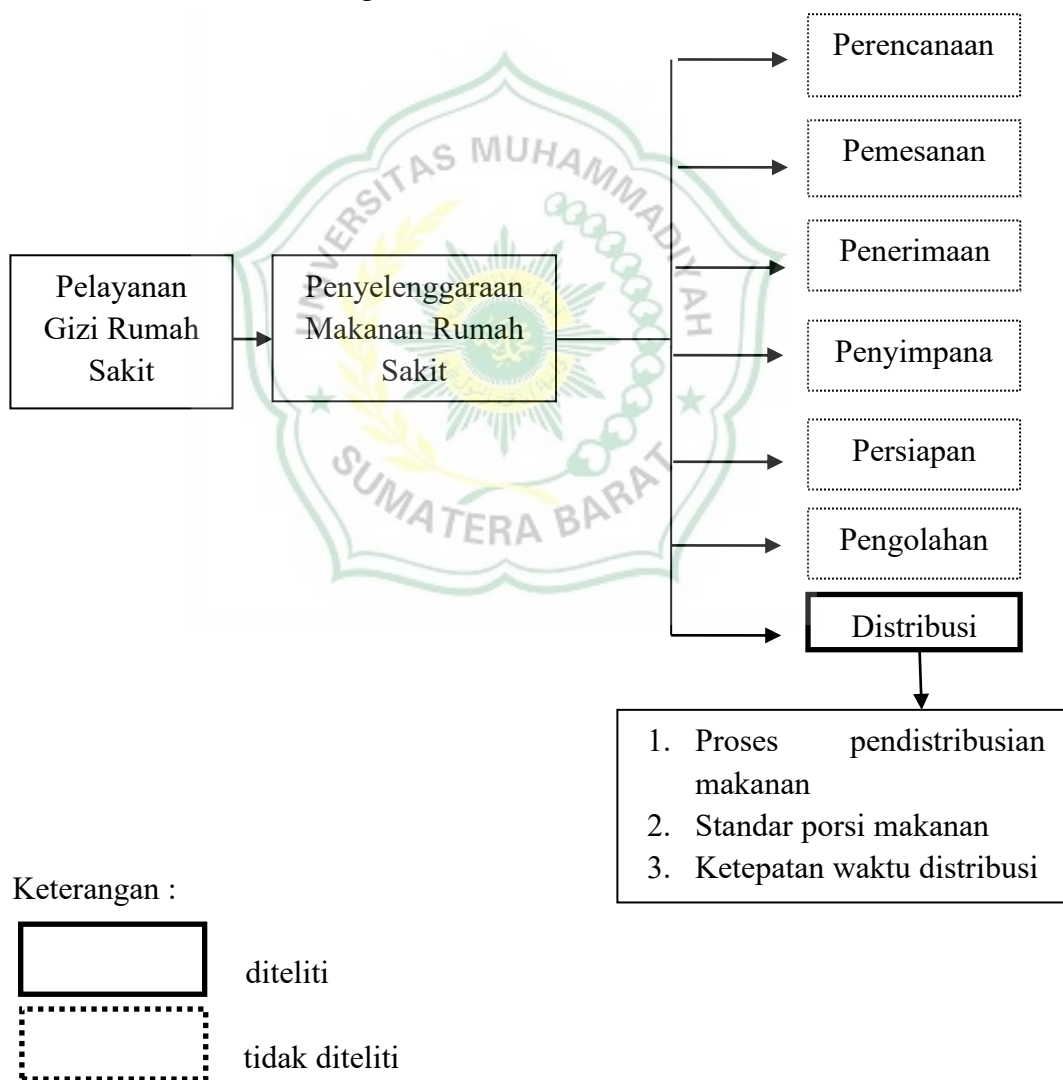 Perencanaan
Pemesanan
Penerimaan
Penyimpana
Persiapan
Pengolahan
Distribusi
Pelayanan
Gizi Rumah
Sakit
Penyelenggaraan
Makanan Rumah
Sakit
UNIVERSITAS MUHAMMADIYAH
SUMATERA BARAT
1. Proses pendistribusian
makanan
2. Standar porsi makanan
3. Ketepatan waktu distribusi
Keterangan :
diteliti
tidak diteliti